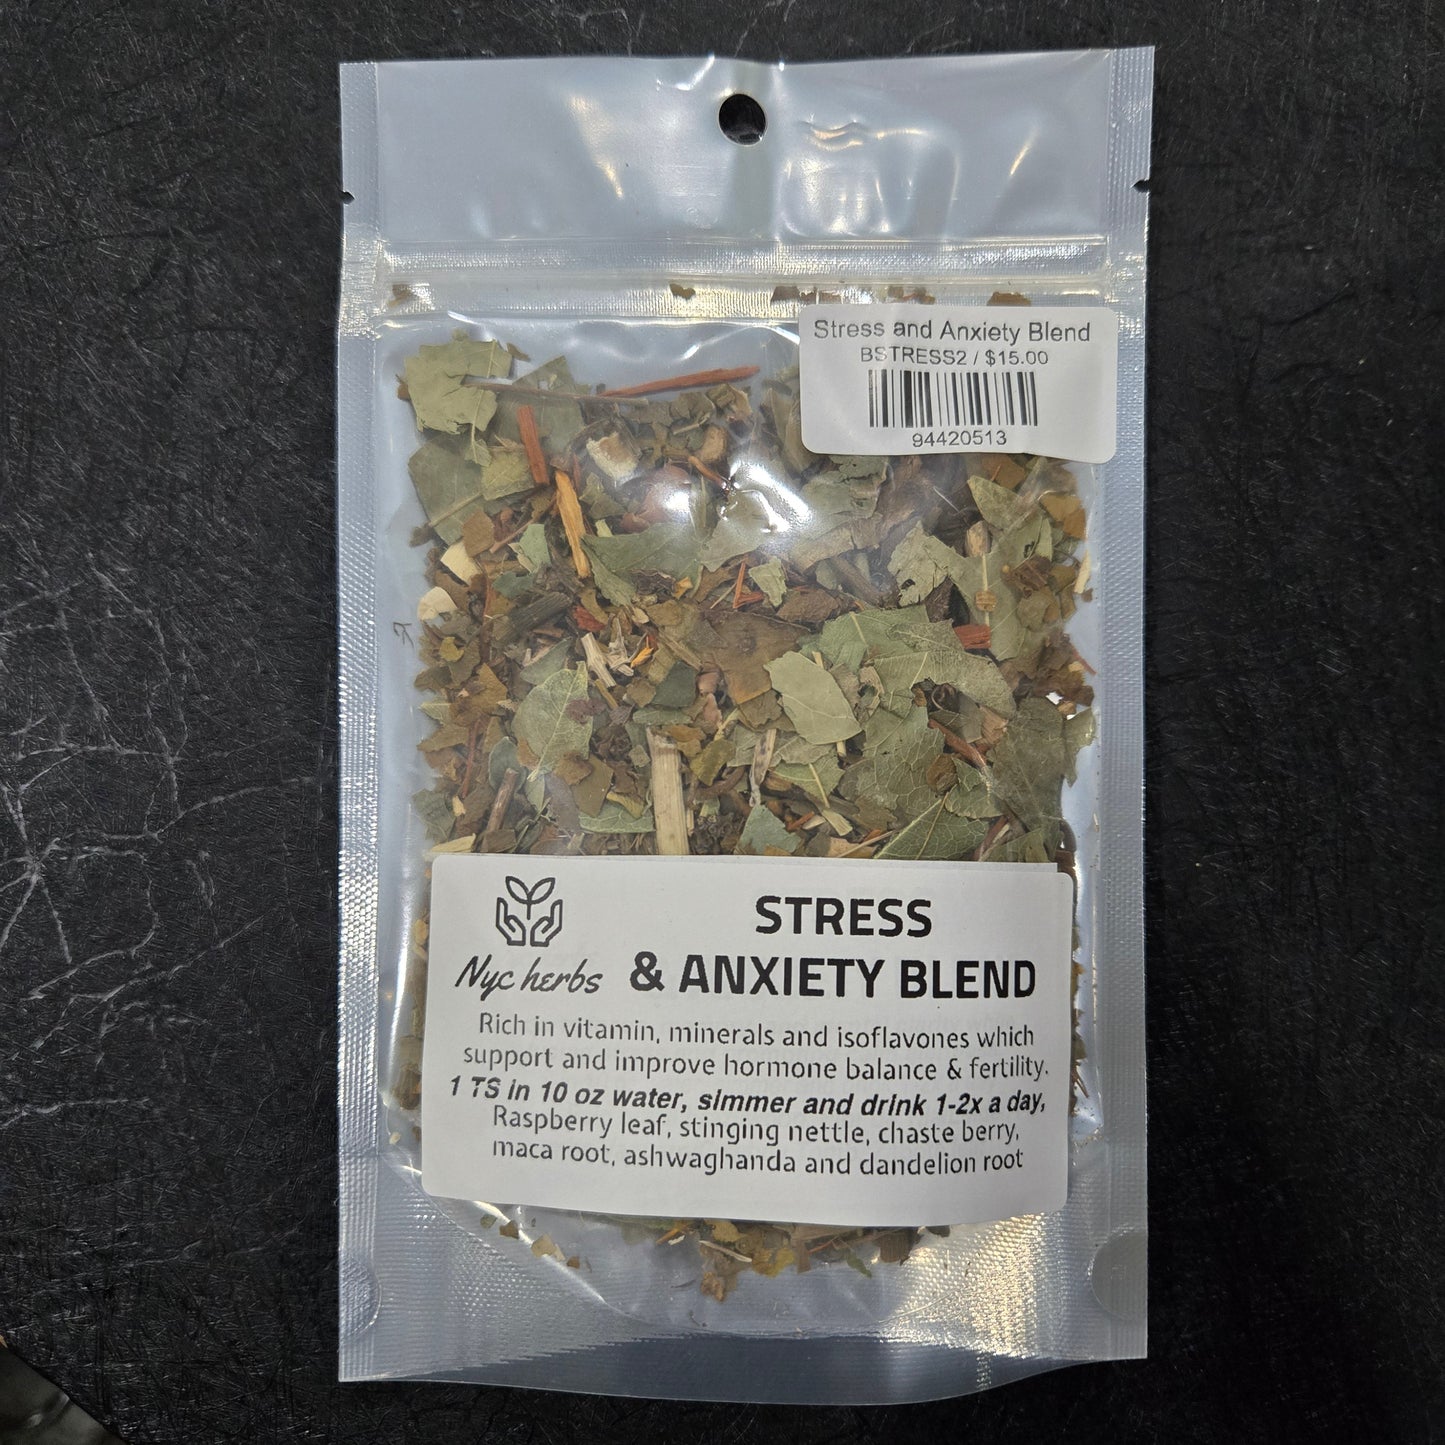 Stress and Anxiety Blend
BSTRESS2 / $15.00
94420513
STRESS
& ANXIETY BLEND
Nyc herbs
Rich in vitamin, minerals and isoflavones which
support and improve hormone balance & fertility.
1 TS in 10 oz water, simmer and drink 1-2x a day,
Raspberry leaf, stinging nettle, chaste berry,
maca root, ashwaghanda and dandelion root